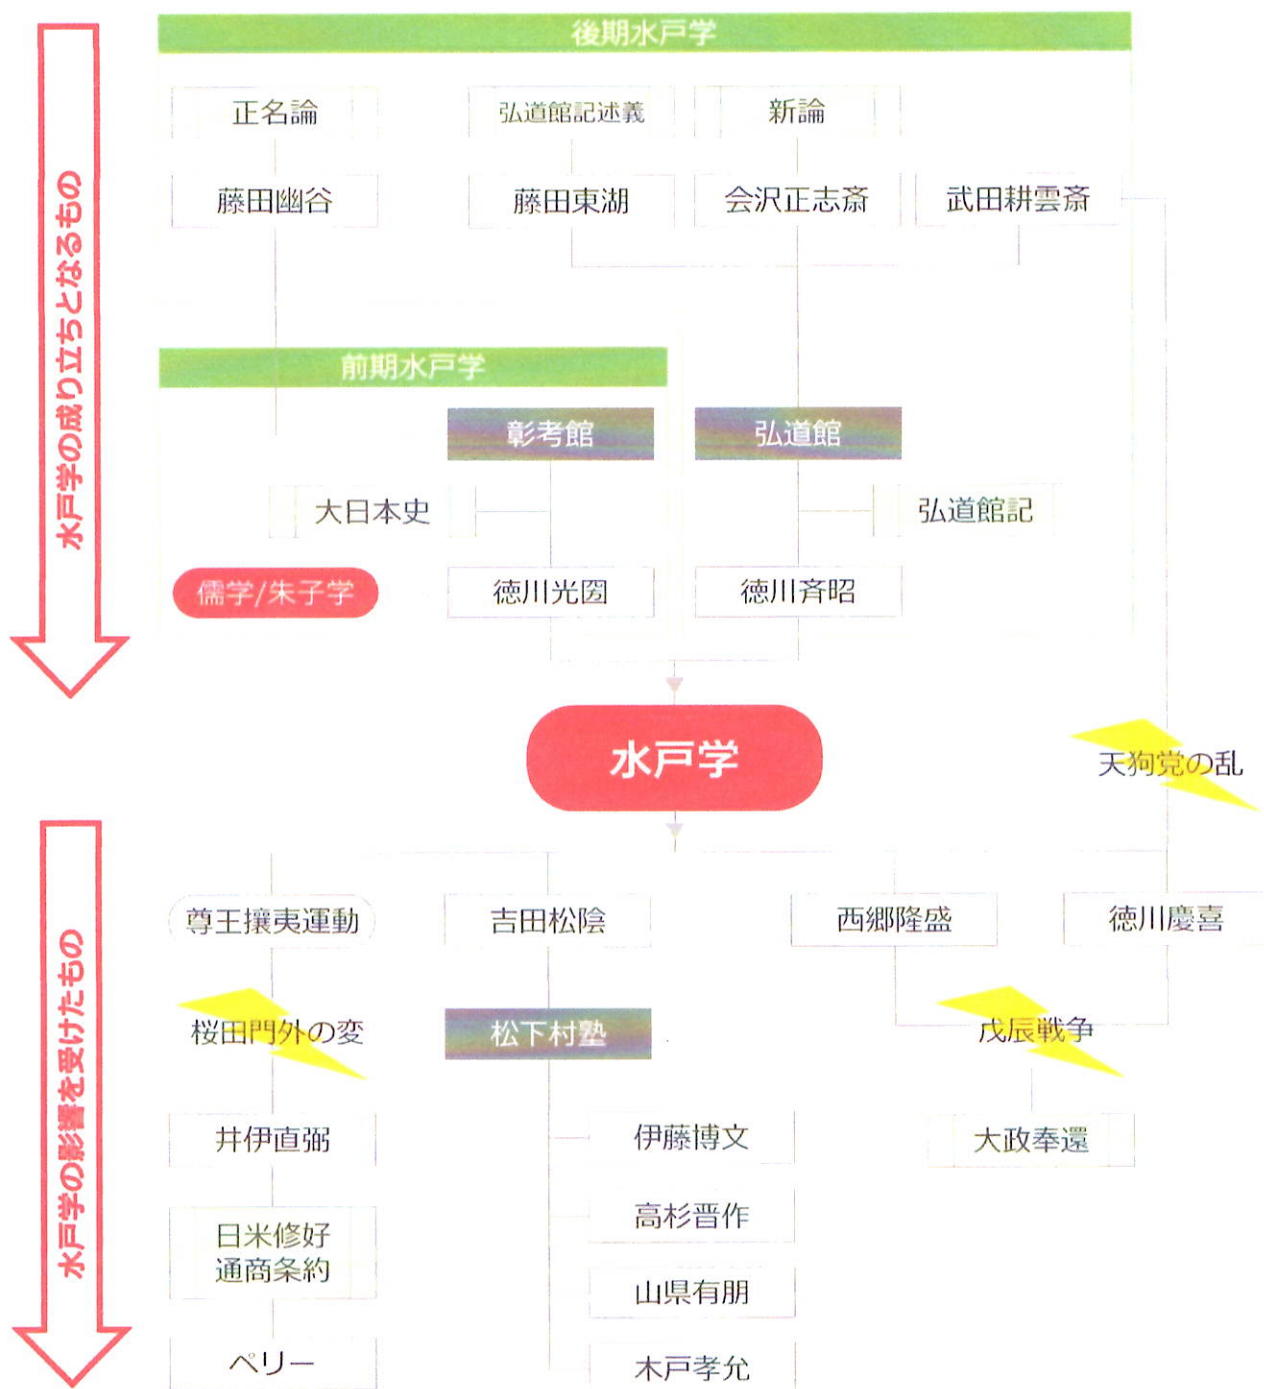 水戸学の成り立ちとなるもの
後期水戸学
正名論
弘道館記述義
新論
藤田幽谷
藤田東湖
会沢正志斎
武田耕雲斎
前期水戸学
彰考館
弘道館
大日本史
弘道館記
儒学/朱子学
徳川光圀
徳川斉昭
水戸学
天狗党の乱
水戸学の影響を受けたもの
尊王攘夷運動
吉田松陰
西郷隆盛
徳川慶喜
桜田門外の変
松下村塾
戊辰戦争
井伊直弼
伊藤博文
大政奉還
高杉晋作
日米修好
通商条約
山県有朋
ペリー
木戸孝允